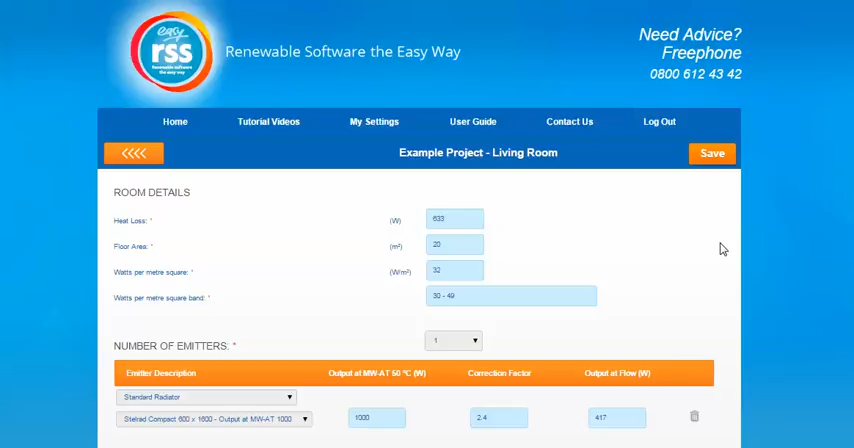 easy
rss
Renewable software
the easy way
Renewable Software the Easy Way
Need Advice?
Freephone
0800 612 43 42
Home Tutorial Videos My Settings User Guide Contact Us Log Out
<<<< Example Project - Living Room Save
ROOM DETAILS
Heat Loss: * (W) 633
Floor Area: * (m²) 20
Watts per metre square: * (W/m²) 32
Watts per metre square band: * 30 - 49
NUMBER OF EMITTERS: * 1
Emitter Description Output at MW-AT 50 ºC (W) Correction Factor Output at Flow (W)
Standard Radiator
Stelrad Compact 600 x 1600 - Output at MW-AT 1000 1000 2.4 417